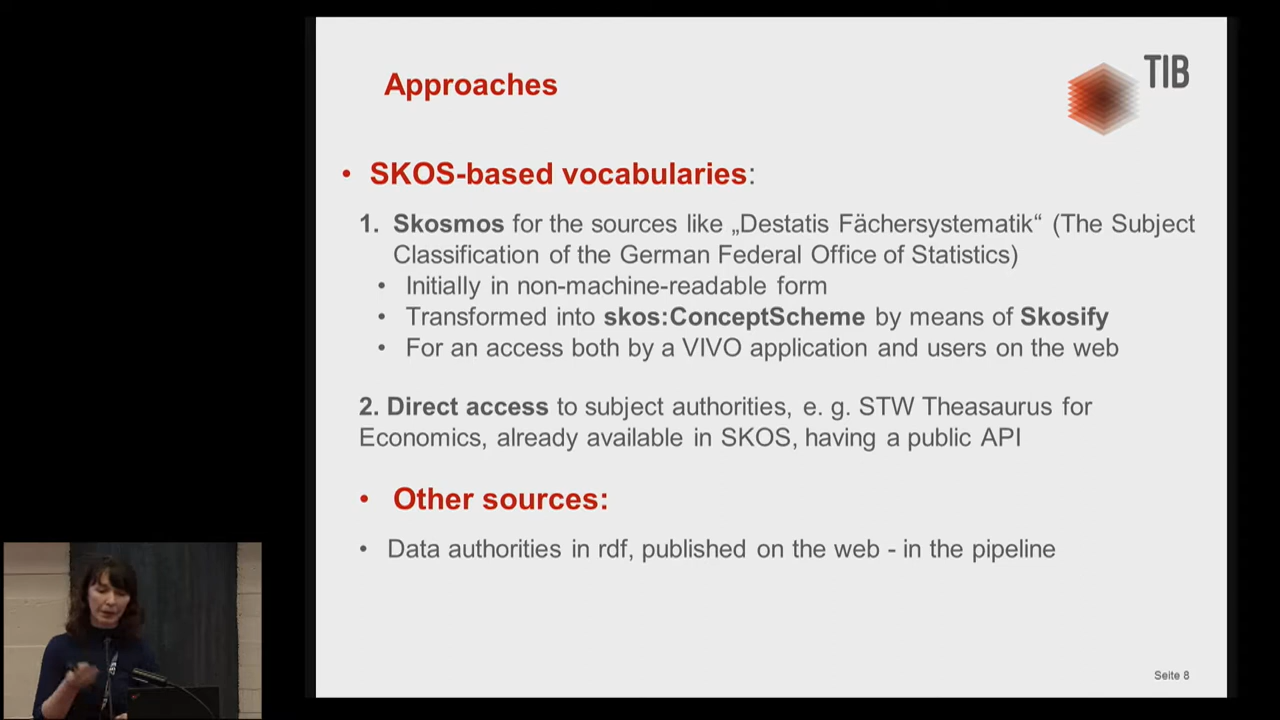 Approaches
TIB
• SKOS-based vocabularies:
1. Skosmos for the sources like „Destatis Fächersystematik“ (The Subject
Classification of the German Federal Office of Statistics)
• Initially in non-machine-readable form
• Transformed into skos:ConceptScheme by means of Skosify
• For an access both by a VIVO application and users on the web
2. Direct access to subject authorities, e. g. STW Theasaurus for
Economics, already available in SKOS, having a public API
• Other sources:
• Data authorities in rdf, published on the web - in the pipeline
Seite 8